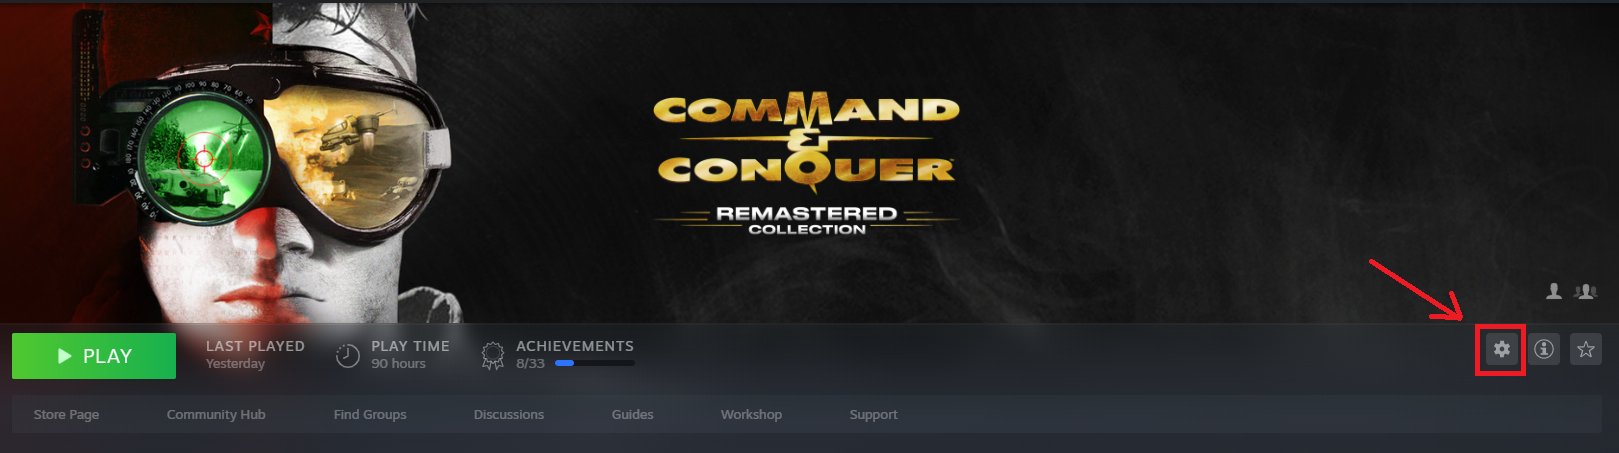 COMMAND
&
CONQUER™
REMASTERED
COLLECTION
PLAY
LAST PLAYED
Yesterday
PLAY TIME
90 hours
ACHIEVEMENTS
8/33
Store Page
Community Hub
Find Groups
Discussions
Guides
Workshop
Support